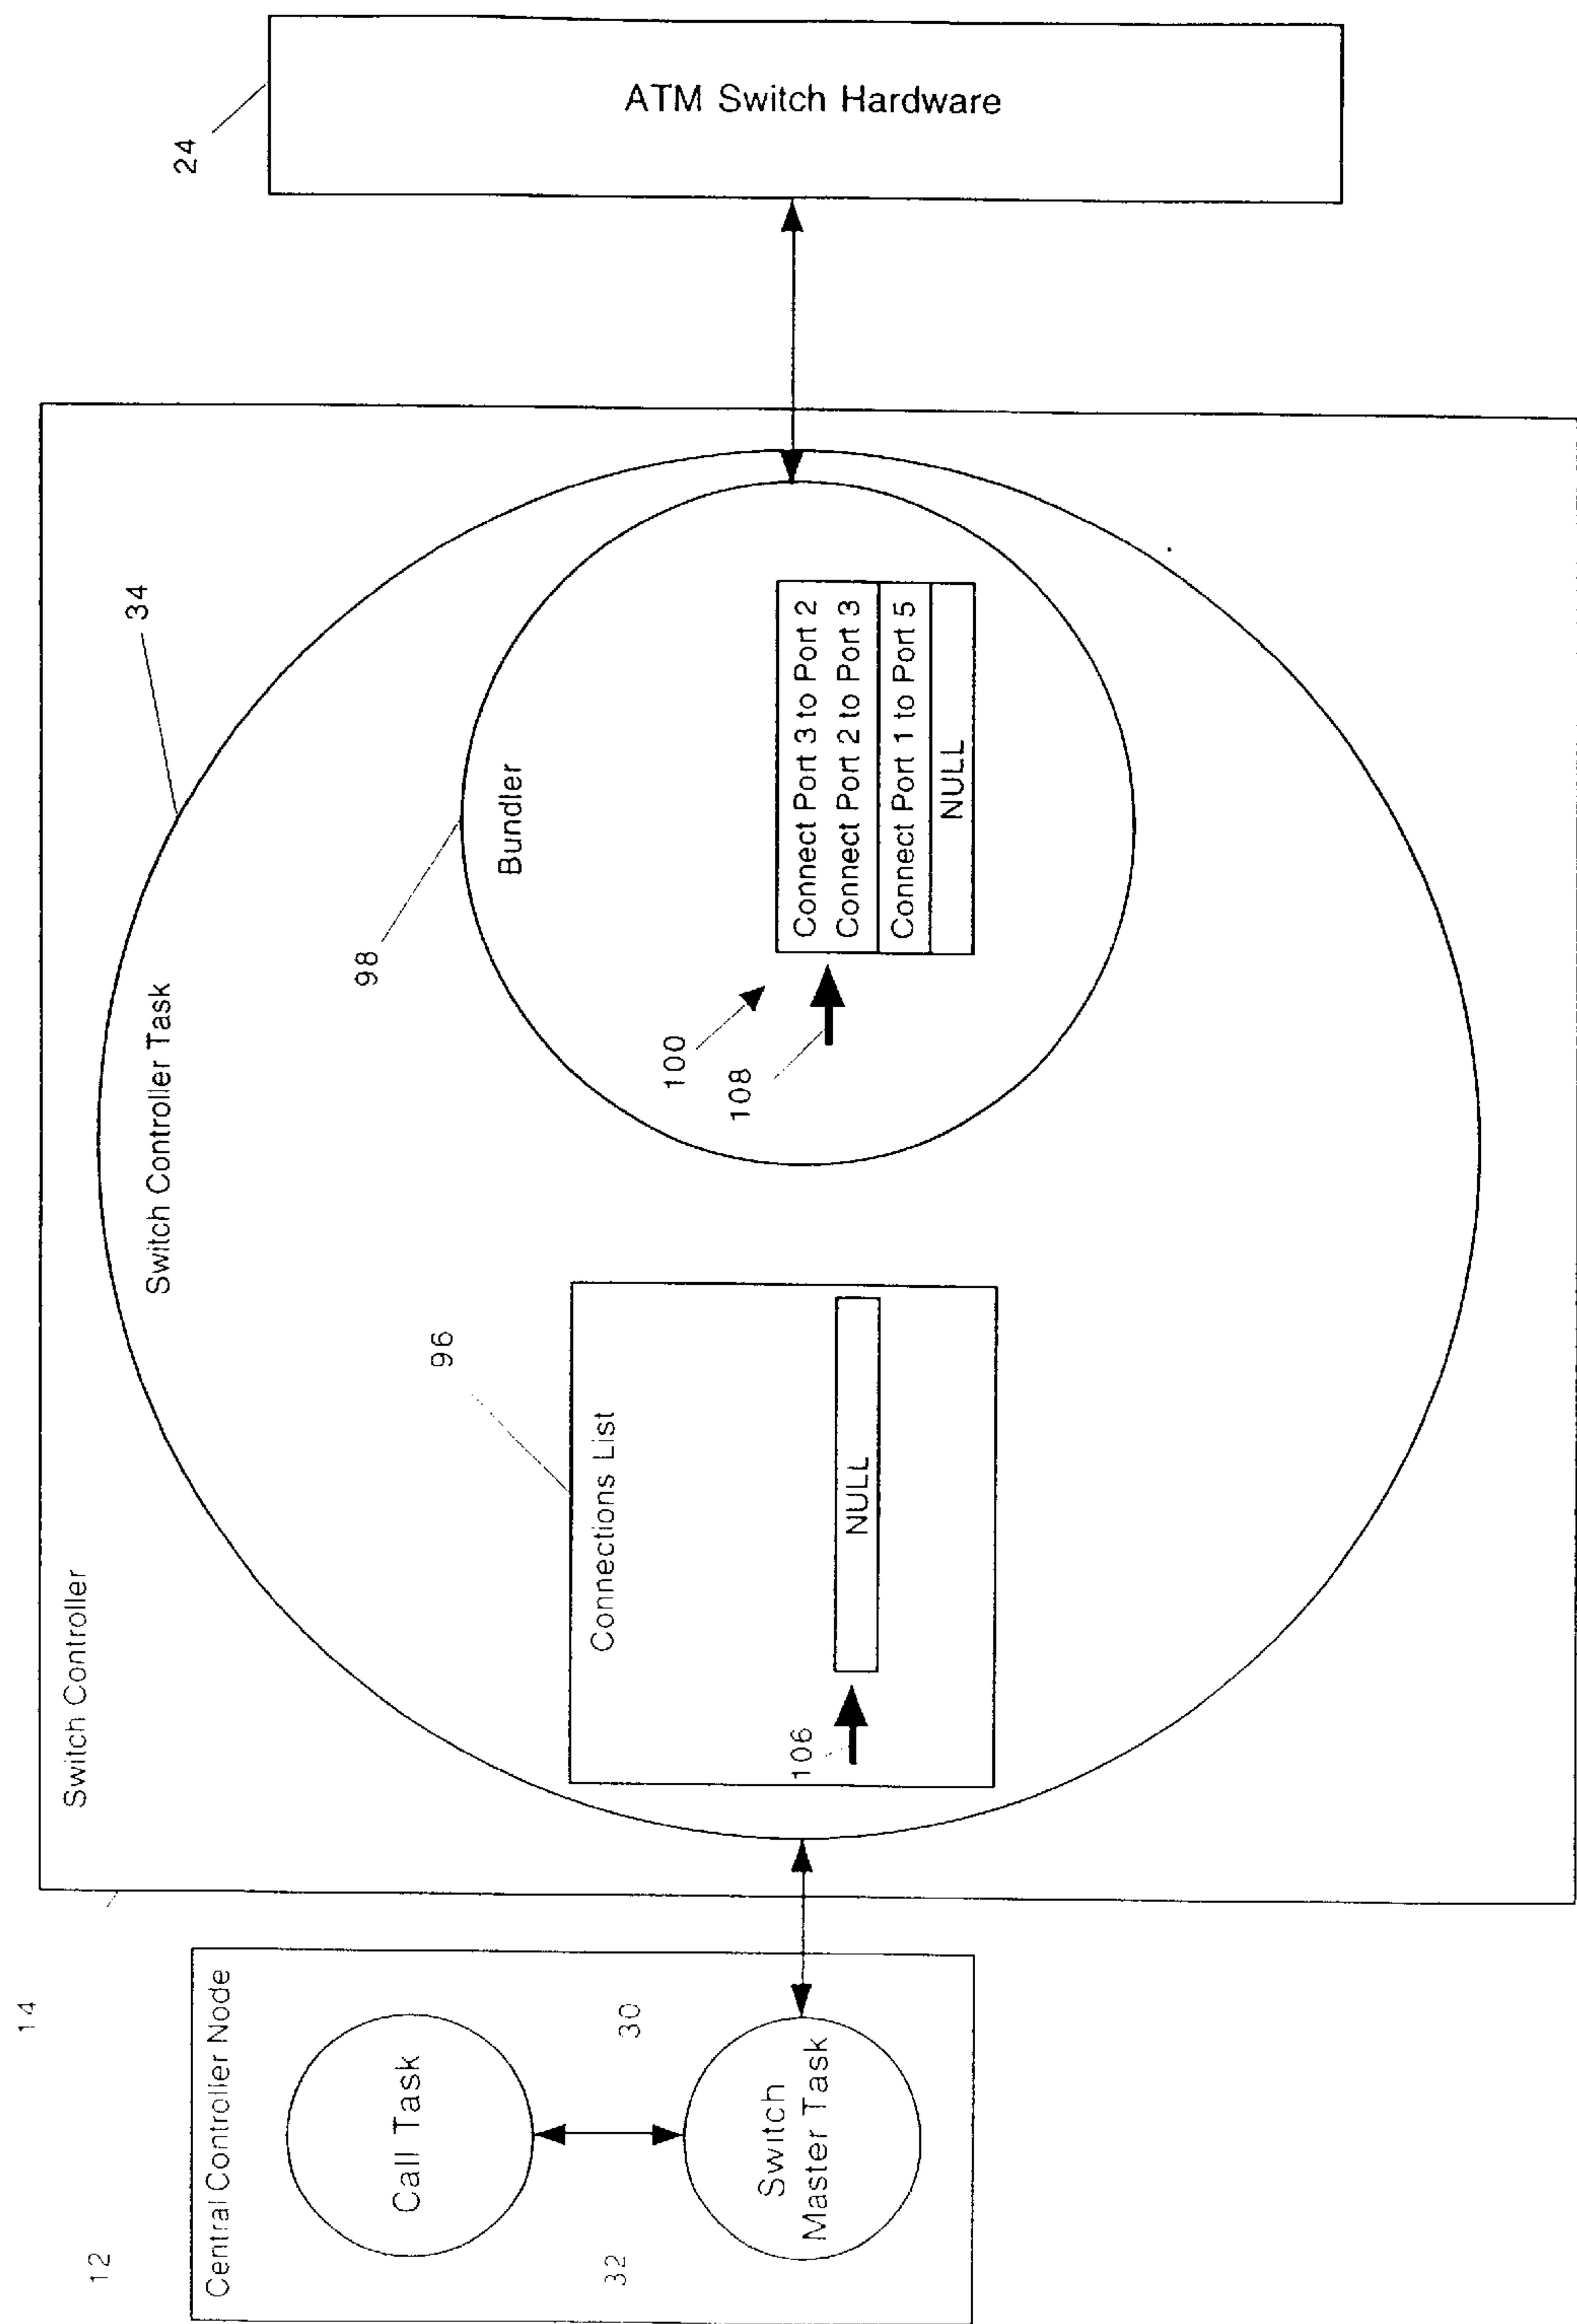 14
12
Central Controller Node
Call Task
30
32
Switch
Master Task
Switch Controller
Switch Controller Task
34
Connections List
96
106
NULL
98
Bundler
100
108
Connect Port 3 to Port 2
Connect Port 2 to Port 3
Connect Port 1 to Port 5
NULL
24
ATM Switch Hardware